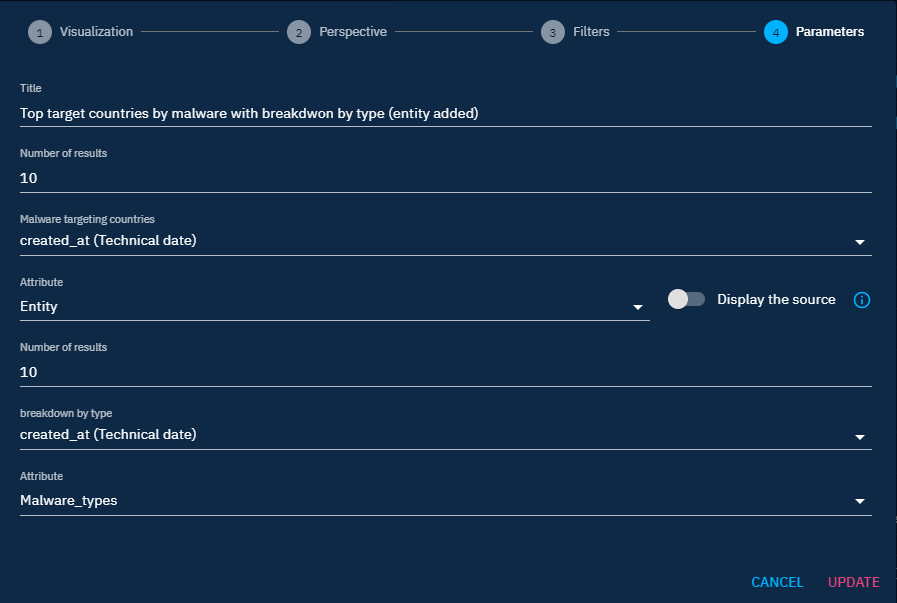 1 Visualization 2 Perspective 3 Filters 4 Parameters
Title
Top target countries by malware with breakdwon by type (entity added)
Number of results
10
Malware targeting countries
created_at (Technical date)
Attribute
Entity
Display the source
Number of results
10
breakdown by type
created_at (Technical date)
Attribute
Malware_types
CANCEL UPDATE